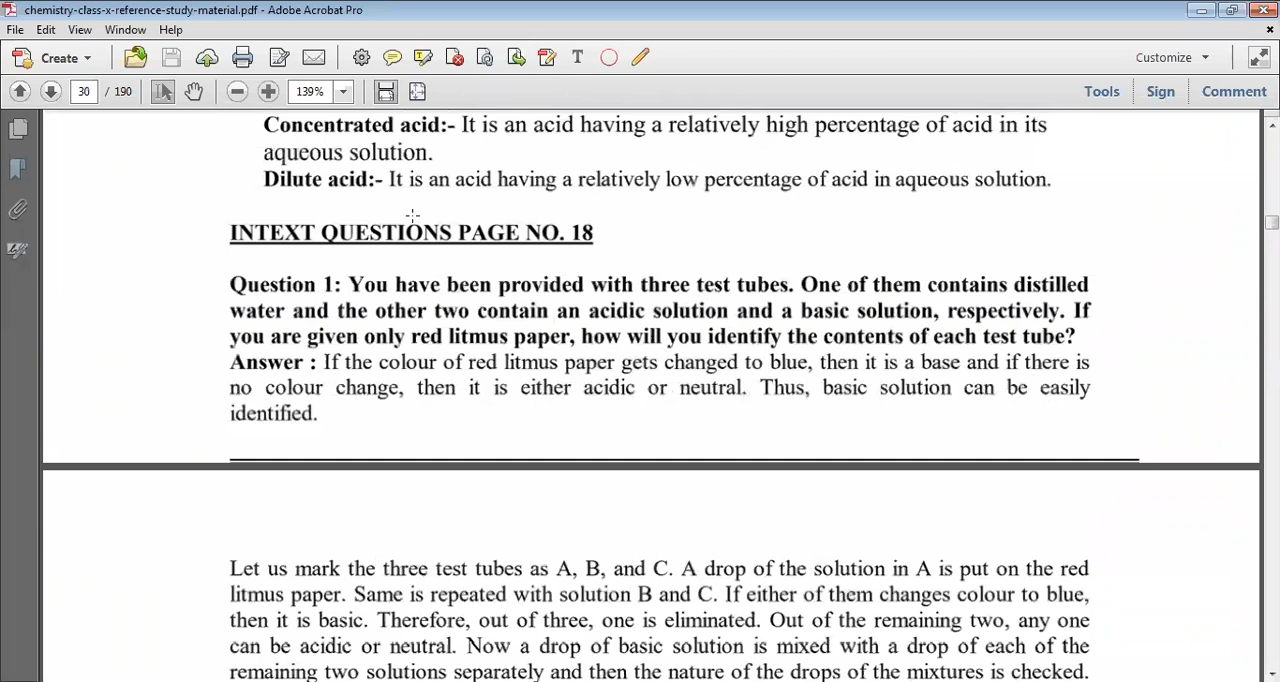 chemistry-class-x-reference-study-material.pdf - Adobe Acrobat Pro
File Edit View Window Help
Create Customize
30 / 190 139% Tools Sign Comment
Concentrated acid:- It is an acid having a relatively high percentage of acid in its
aqueous solution.
Dilute acid:- It is an acid having a relatively low percentage of acid in aqueous solution.
INTEXT QUESTIONS PAGE NO. 18
Question 1: You have been provided with three test tubes. One of them contains distilled
water and the other two contain an acidic solution and a basic solution, respectively. If
you are given only red litmus paper, how will you identify the contents of each test tube?
Answer : If the colour of red litmus paper gets changed to blue, then it is a base and if there is
no colour change, then it is either acidic or neutral. Thus, basic solution can be easily
identified.
Let us mark the three test tubes as A, B, and C. A drop of the solution in A is put on the red
litmus paper. Same is repeated with solution B and C. If either of them changes colour to blue,
then it is basic. Therefore, out of three, one is eliminated. Out of the remaining two, any one
can be acidic or neutral. Now a drop of basic solution is mixed with a drop of each of the
remaining two solutions separately and then the nature of the drops of the mixtures is checked.